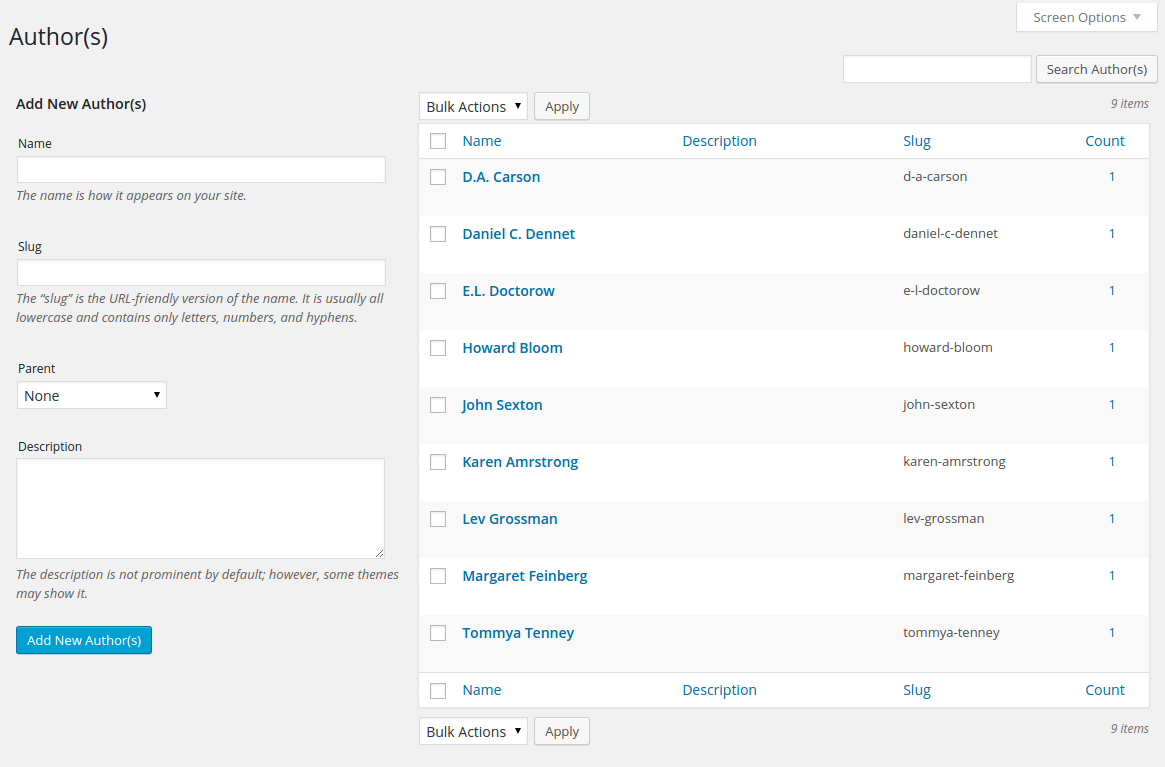 Screen Options
Author(s)
Search Author(s)
Add New Author(s)
Name
The name is how it appears on your site.
Slug
The “slug” is the URL-friendly version of the name. It is usually all
lowercase and contains only letters, numbers, and hyphens.
Parent
None
Description
The description is not prominent by default; however, some themes
may show it.
Add New Author(s)
Bulk Actions Apply 9 items
Name Description Slug Count
D.A. Carson d-a-carson 1
Daniel C. Dennet daniel-c-dennet 1
E.L. Doctorow e-l-doctorow 1
Howard Bloom howard-bloom 1
John Sexton john-sexton 1
Karen Amrstrong karen-amrstrong 1
Lev Grossman lev-grossman 1
Margaret Feinberg margaret-feinberg 1
Tommya Tenney tommya-tenney 1
Name Description Slug Count
Bulk Actions Apply 9 items